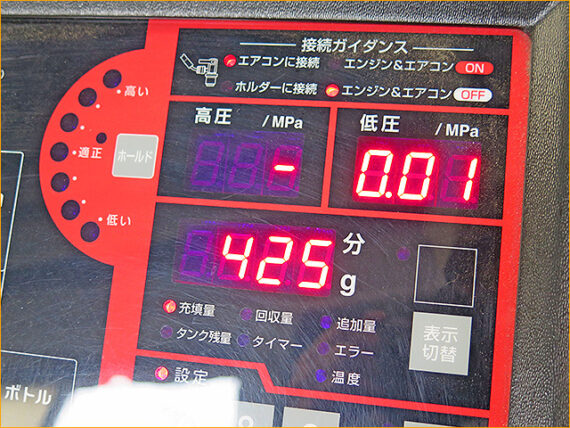 接続ガイダンス
エアコンに接続 エンジン&エアコン ON
ホルダーに接続 エンジン&エアコン OFF
高い
適正
低い
ホールド
高圧 /MPa
-
低圧 /MPa
0.01
425 分
g
充填量 回収量 追加量
タンク残量 タイマー エラー
設定 温度
表示
切替
ボトル